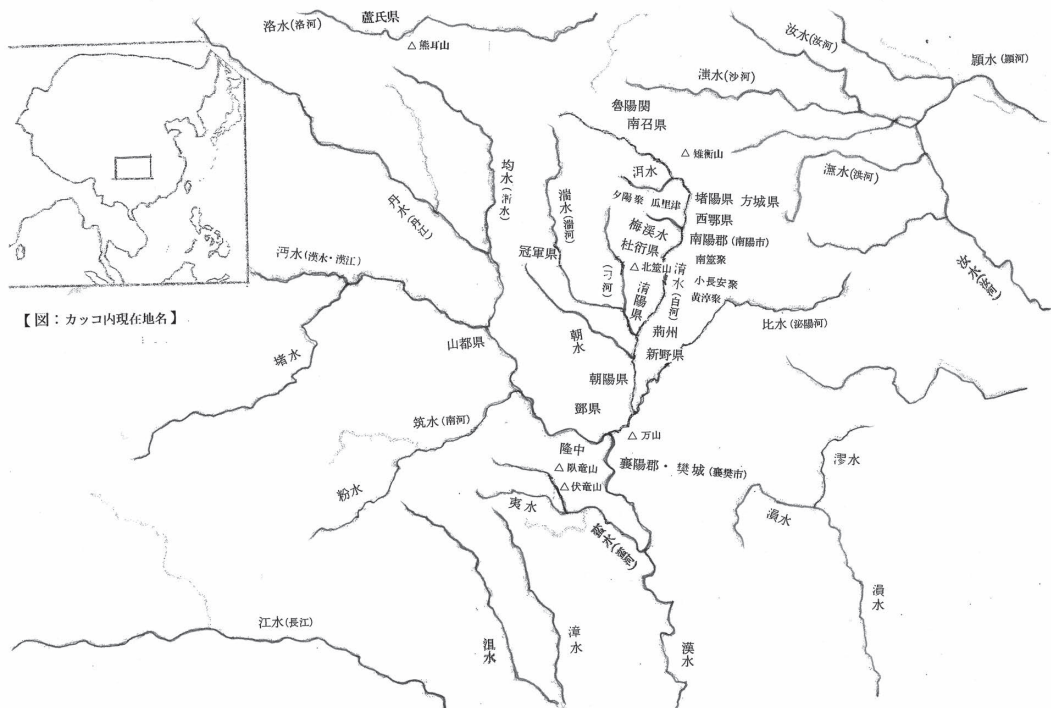 洛水(洛河)
蘆氏県
△熊耳山
汝水(汝河)
潁水(潁河)
滍水(沙河)
魯陽関
南召県
△雉衡山
均水(淅水)
丹水(丹江)
湍水(湍河)
洱水
夕陽聚
瓜里津
堵陽県
方城県
潕水(洪河)
西鄂県
梅渓水
杜衍県
南陽郡(南陽市)
冠軍県
南筮聚
△北筮山
淯水(白河)
小長安聚
(刁河)
淯陽県
黄淳聚
汝水(汝河)
沔水(漢水・漢江)
【図:カッコ内現在地名】
比水(泌陽河)
荊州
朝水
新野県
山都県
堵水
朝陽県
鄧県
筑水(南河)
△万山
隆中
襄陽郡・樊城(襄樊市)
△臥竜山
△伏竜山
粉水
夷水
溳水
江水(長江)
沮水
漳水
漢水
溳水